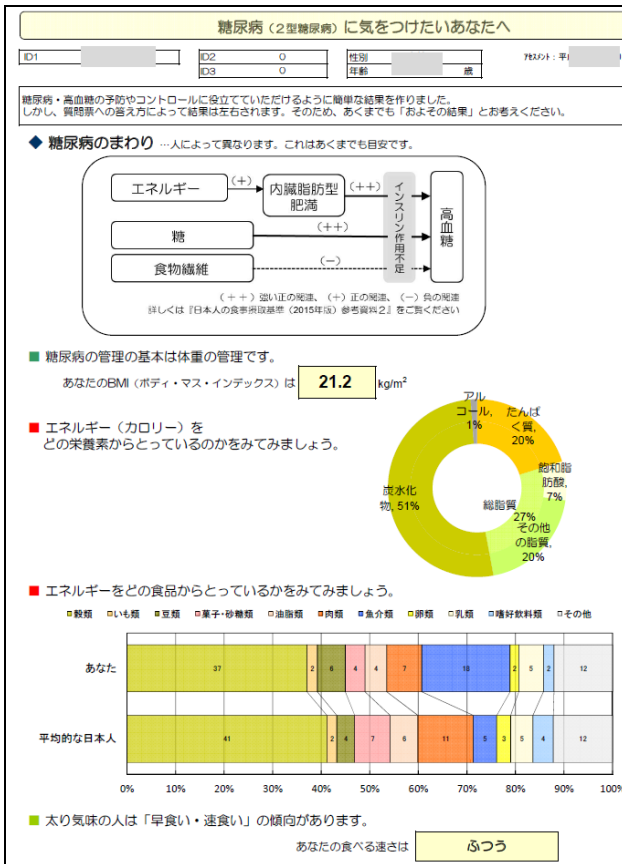 糖尿病（2型糖尿病）に気をつけたいあなたへ
ID1
ID2 0
ID3 0
性別
年齢 歳
ｱｾｽﾒﾝﾄ：平
糖尿病・高血糖の予防やコントロールに役立てていただけるように簡単な結果を作りました。
しかし、質問票への答え方によって結果は左右されます。そのため、あくまでも「およその結果」とお考えください。
◆ 糖尿病のまわり …人によって異なります。これはあくまでも目安です。
エネルギー
（+）
内臓脂肪型
肥満
（++）
糖
（++）
食物繊維
（−）
インスリン作用不足
高血糖
（++）強い正の関連、（+）正の関連、（−）負の関連
詳しくは『日本人の食事摂取基準（2015年版）参考資料2』をご覧ください
■ 糖尿病の管理の基本は体重の管理です。
あなたのBMI（ボディ・マス・インデックス）は 21.2 kg/m²
■ エネルギー（カロリー）を
どの栄養素からとっているのかをみてみましょう。
アル
コール,
1%
たんぱ
く質,
20%
飽和脂
肪酸,
7%
総脂質
27%
その他
の脂質,
20%
炭水化
物, 51%
■ エネルギーをどの食品からとっているかをみてみましょう。
■穀類 ■いも類 ■豆類 ■菓子・砂糖類 □油脂類 ■肉類 ■魚介類 ■卵類 □乳類 ■嗜好飲料類 □その他
あなた 37 2 6 4 4 7 18 2 5 2 12
平均的な日本人 41 2 4 7 6 11 5 3 5 4 12
0% 10% 20% 30% 40% 50% 60% 70% 80% 90% 100%
■ 太り気味の人は「早食い・速食い」の傾向があります。
あなたの食べる速さは ふつう